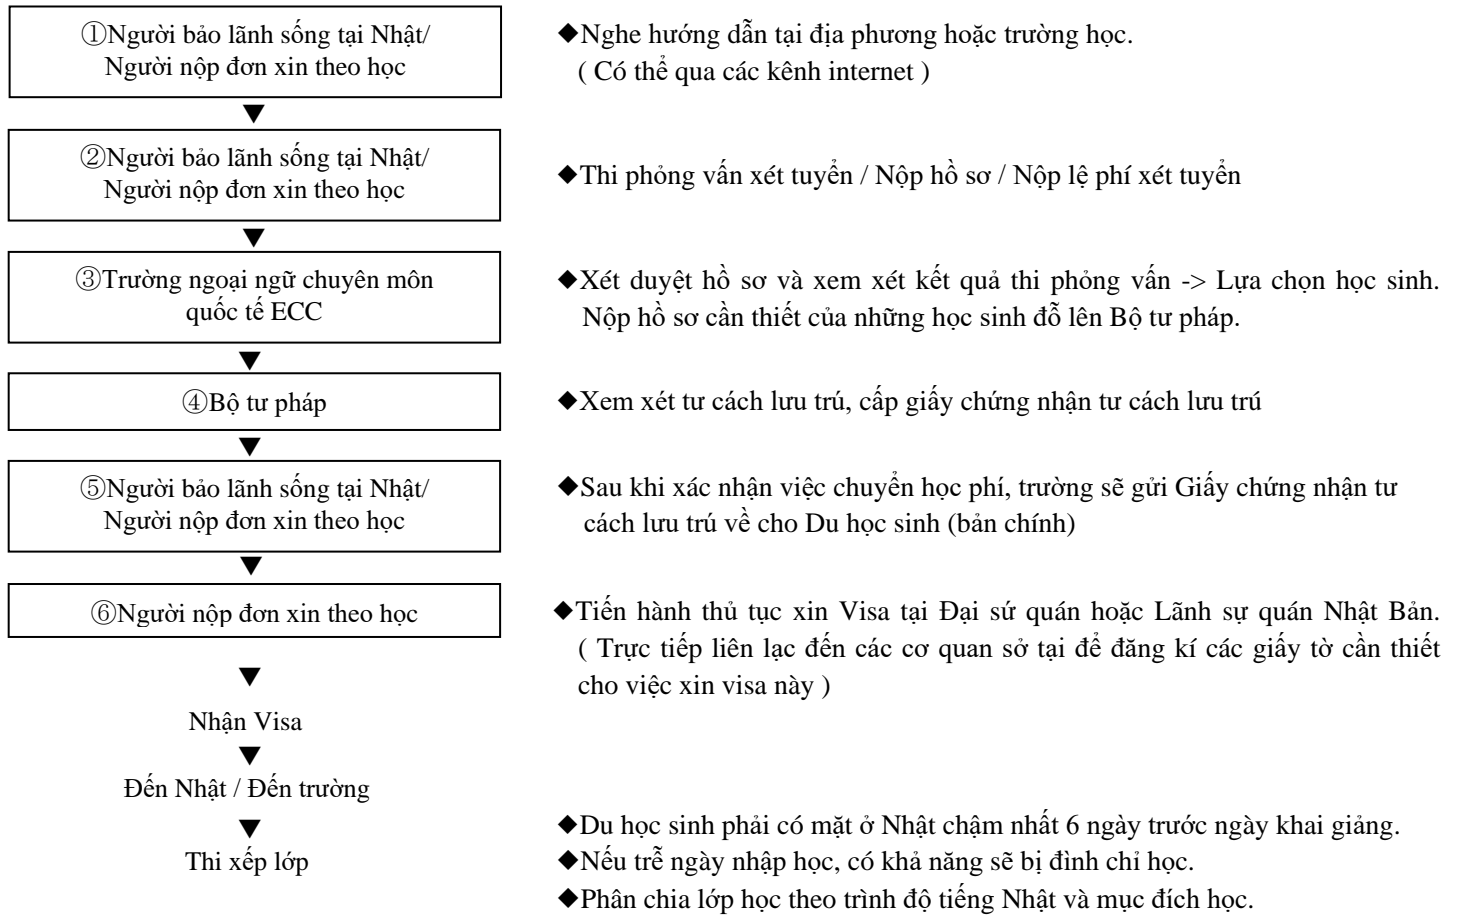 ①Người bảo lãnh sống tại Nhật/
Người nộp đơn xin theo học
◆Nghe hướng dẫn tại địa phương hoặc trường học.
( Có thể qua các kênh internet )
▼
②Người bảo lãnh sống tại Nhật/
Người nộp đơn xin theo học
◆Thi phỏng vấn xét tuyển / Nộp hồ sơ / Nộp lệ phí xét tuyển
▼
③Trường ngoại ngữ chuyên môn
quốc tế ECC
◆Xét duyệt hồ sơ và xem xét kết quả thi phỏng vấn -> Lựa chọn học sinh.
Nộp hồ sơ cần thiết của những học sinh đỗ lên Bộ tư pháp.
▼
④Bộ tư pháp
◆Xem xét tư cách lưu trú, cấp giấy chứng nhận tư cách lưu trú
▼
⑤Người bảo lãnh sống tại Nhật/
Người nộp đơn xin theo học
◆Sau khi xác nhận việc chuyển học phí, trường sẽ gửi Giấy chứng nhận tư
cách lưu trú về cho Du học sinh (bản chính)
▼
⑥Người nộp đơn xin theo học
◆Tiến hành thủ tục xin Visa tại Đại sứ quán hoặc Lãnh sự quán Nhật Bản.
( Trực tiếp liên lạc đến các cơ quan sở tại để đăng kí các giấy tờ cần thiết
cho việc xin visa này )
▼
Nhận Visa
▼
Đến Nhật / Đến trường
▼
Thi xếp lớp
◆Du học sinh phải có mặt ở Nhật chậm nhất 6 ngày trước ngày khai giảng.
◆Nếu trễ ngày nhập học, có khả năng sẽ bị đình chỉ học.
◆Phân chia lớp học theo trình độ tiếng Nhật và mục đích học.